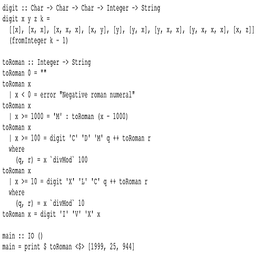 digit :: Char -> Char -> Char -> Integer -> String
digit x y z k =
  [[x], [x, x], [x, x, x], [x, y], [y], [y, x], [y, x, x], [y, x, x, x], [x, z]] !!
  (fromInteger k - 1)

toRoman :: Integer -> String
toRoman 0 = ""
toRoman x
  | x < 0 = error "Negative roman numeral"
toRoman x
  | x >= 1000 = 'M' : toRoman (x - 1000)
toRoman x
  | x >= 100 = digit 'C' 'D' 'M' q ++ toRoman r
  where
    (q, r) = x `divMod` 100
toRoman x
  | x >= 10 = digit 'X' 'L' 'C' q ++ toRoman r
  where
    (q, r) = x `divMod` 10
toRoman x = digit 'I' 'V' 'X' x

main :: IO ()
main = print $ toRoman <$> [1999, 25, 944]